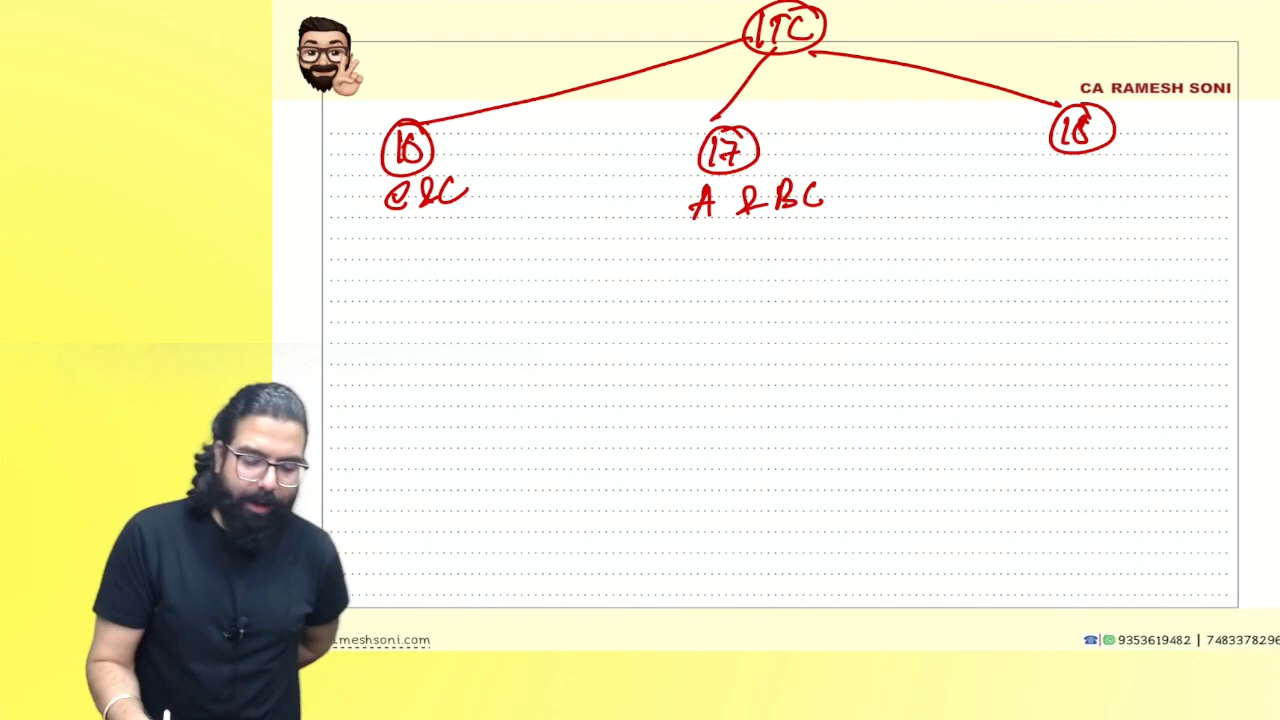 ITC
CA RAMESH SONI
16
17
18
E&C
A & BC
meshsoni.com
9353619482 | 7483378296